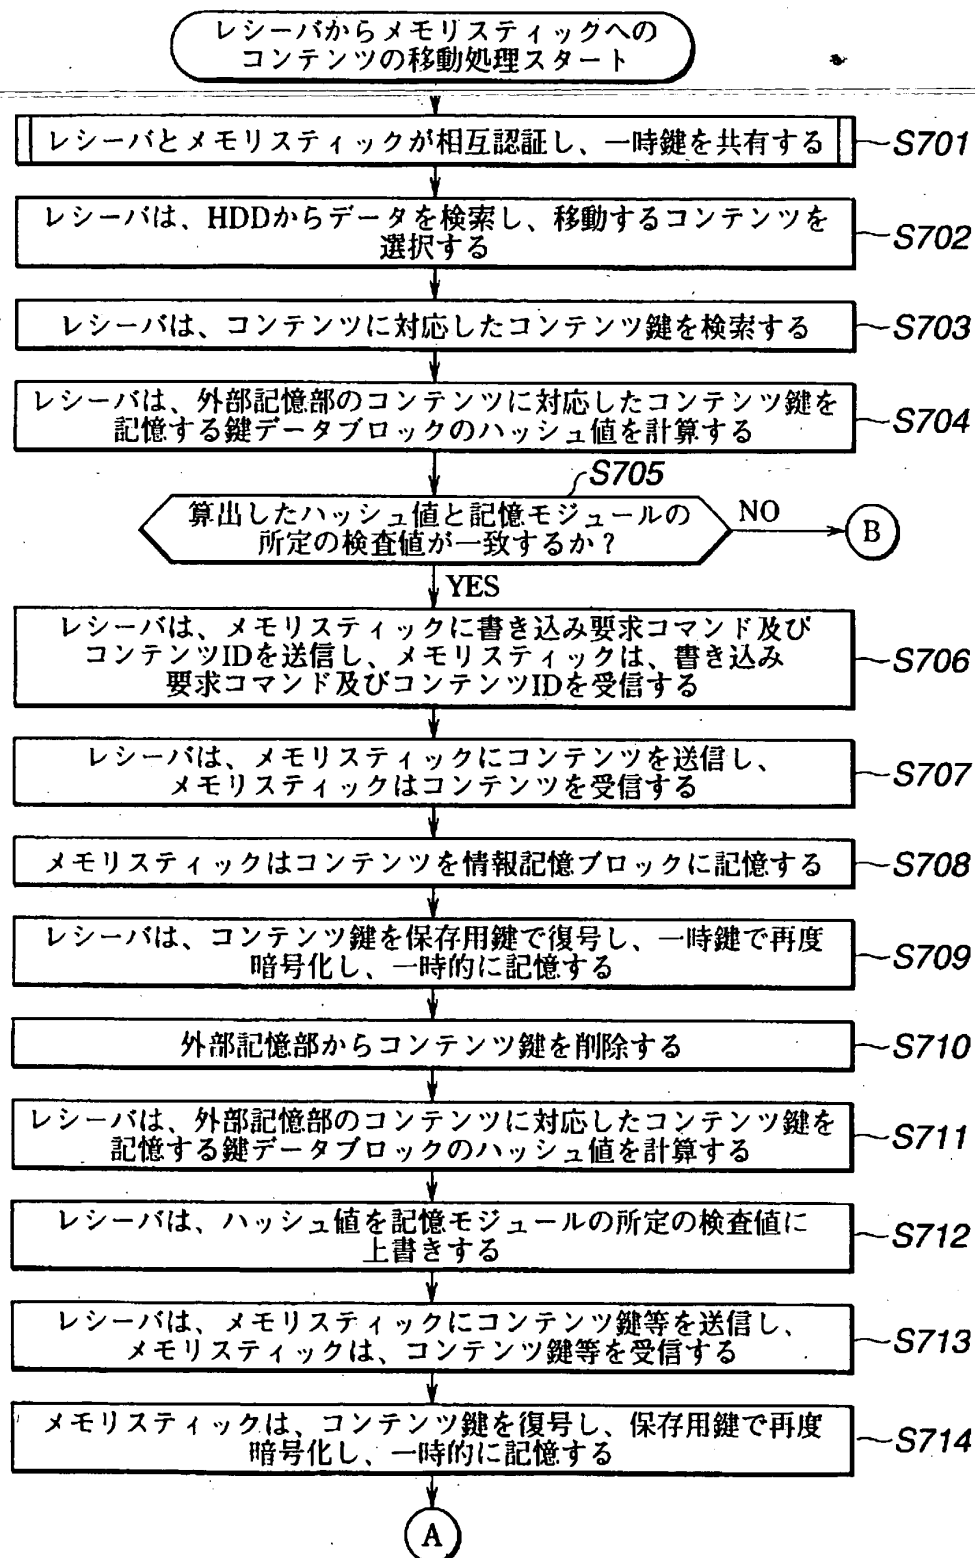 レシーバからメモリスティックへの
コンテンツの移動処理スタート
レシーバとメモリスティックが相互認証し、一時鍵を共有する
S701
レシーバは、HDDからデータを検索し、移動するコンテンツを
選択する
S702
レシーバは、コンテンツに対応したコンテンツ鍵を検索する
S703
レシーバは、外部記憶部のコンテンツに対応したコンテンツ鍵を
記憶する鍵データブロックのハッシュ値を計算する
S704
S705
算出したハッシュ値と記憶モジュールの
所定の検査値が一致するか?
NO
B
YES
レシーバは、メモリスティックに書き込み要求コマンド及び
コンテンツIDを送信し、メモリスティックは、書き込み
要求コマンド及びコンテンツIDを受信する
S706
レシーバは、メモリスティックにコンテンツを送信し、
メモリスティックはコンテンツを受信する
S707
メモリスティックはコンテンツを情報記憶ブロックに記憶する
S708
レシーバは、コンテンツ鍵を保存用鍵で復号し、一時鍵で再度
暗号化し、一時的に記憶する
S709
外部記憶部からコンテンツ鍵を削除する
S710
レシーバは、外部記憶部のコンテンツに対応したコンテンツ鍵を
記憶する鍵データブロックのハッシュ値を計算する
S711
レシーバは、ハッシュ値を記憶モジュールの所定の検査値に
上書きする
S712
レシーバは、メモリスティックにコンテンツ鍵等を送信し、
メモリスティックは、コンテンツ鍵等を受信する
S713
メモリスティックは、コンテンツ鍵を復号し、保存用鍵で再度
暗号化し、一時的に記憶する
S714
A